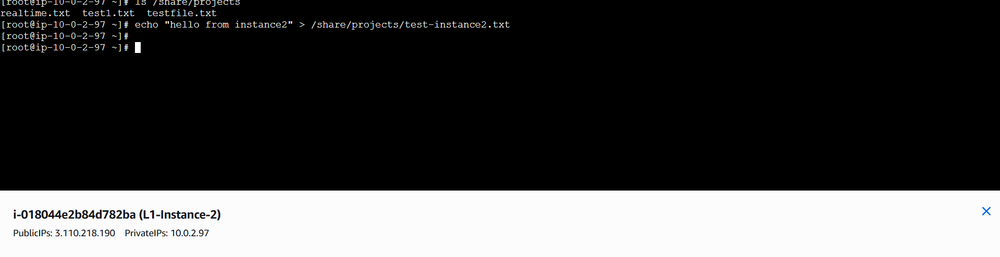 [root@ip-10-0-2-97 ~]# ls /share/projects
realtime.txt  test1.txt  testfile.txt
[root@ip-10-0-2-97 ~]# echo "hello from instance2" > /share/projects/test-instance2.txt
[root@ip-10-0-2-97 ~]#
[root@ip-10-0-2-97 ~]#
i-018044e2b84d782ba (L1-Instance-2)
PublicIPs: 3.110.218.190    PrivateIPs: 10.0.2.97